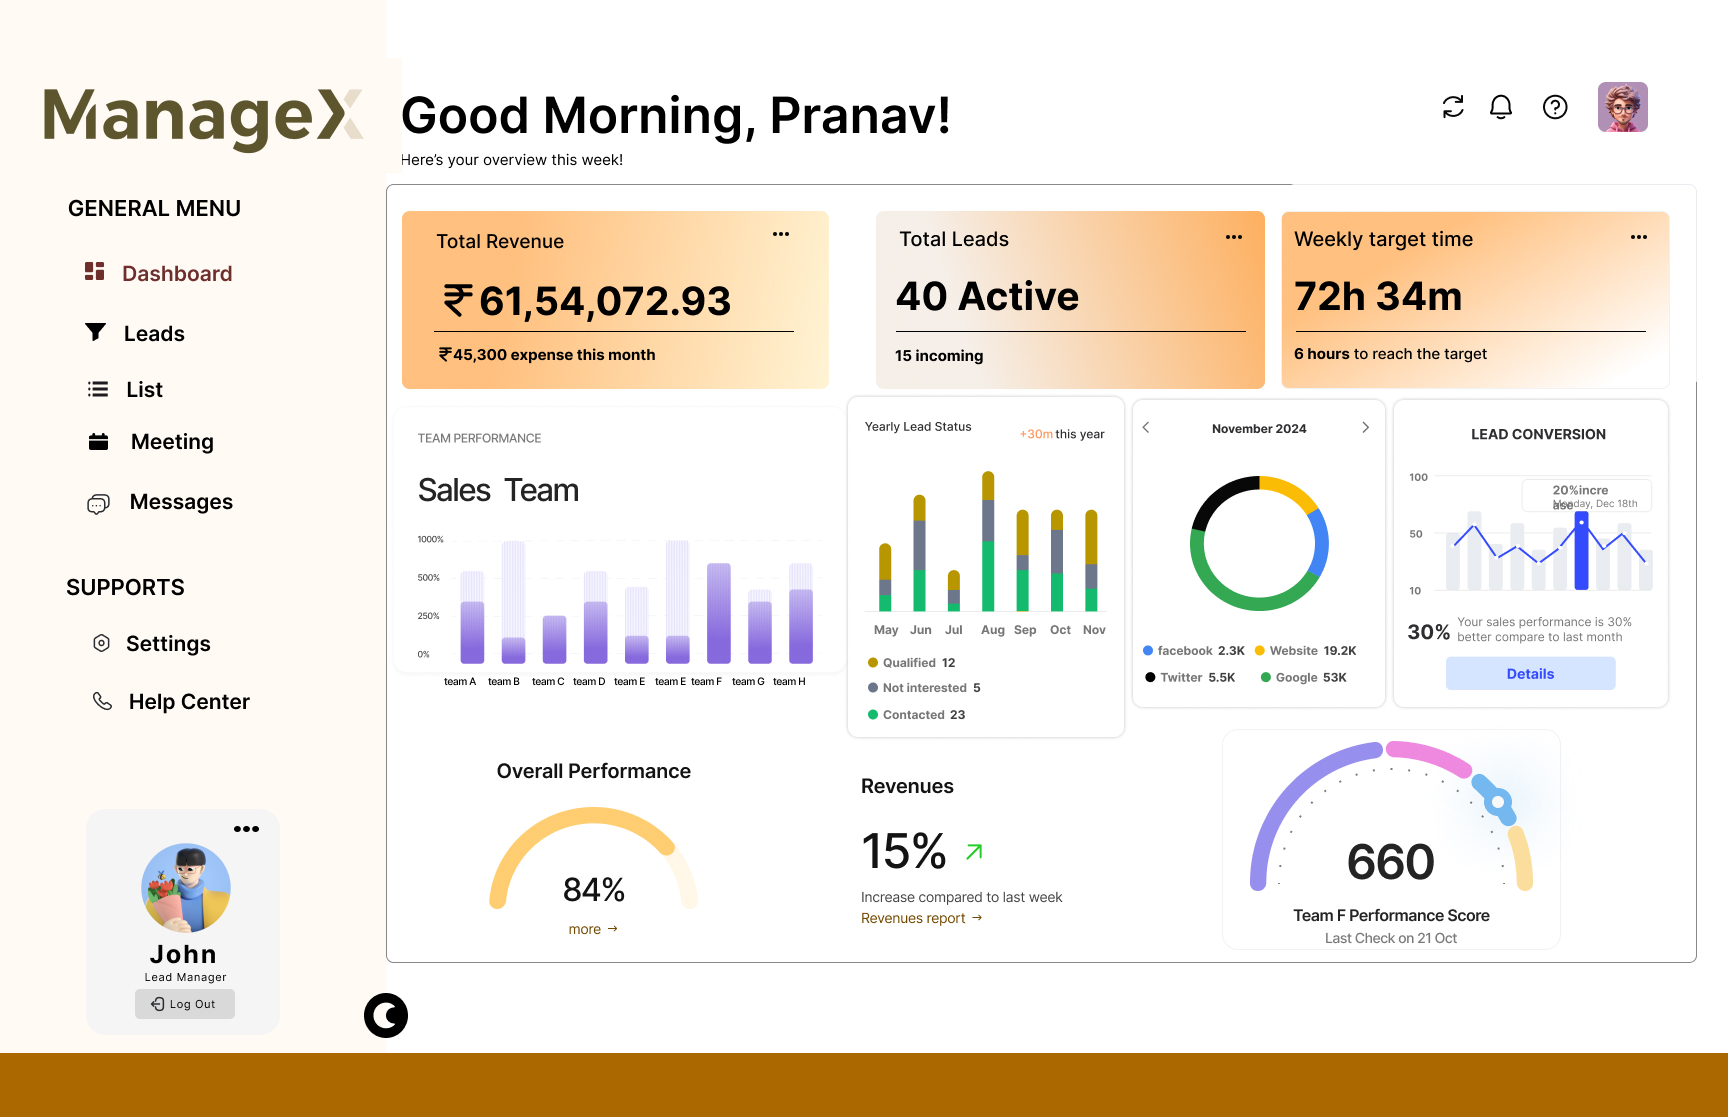 ManageX
Good Morning, Pranav!
Here's your overview this week!
GENERAL MENU
Dashboard
Leads
List
Meeting
Messages
SUPPORTS
Settings
Help Center
John
Lead Manager
Log Out
Total Revenue
₹61,54,072.93
₹45,300 expense this month
Total Leads
40 Active
15 incoming
Weekly target time
72h 34m
6 hours to reach the target
TEAM PERFORMANCE
Sales Team
1000%
500%
250%
0%
team A team B team C team D team E team E team F team G team H
Yearly Lead Status
+30m this year
May Jun Jul Aug Sep Oct Nov
Qualified 12
Not interested 5
Contacted 23
November 2024
facebook 2.3K Website 19.2K
Twitter 5.5K Google 53K
LEAD CONVERSION
100
50
10
20%incre
ase
Monday, Dec 18th
30%
Your sales performance is 30%
better compare to last month
Details
Overall Performance
84%
more →
Revenues
15%
Increase compared to last week
Revenues report →
660
Team F Performance Score
Last Check on 21 Oct